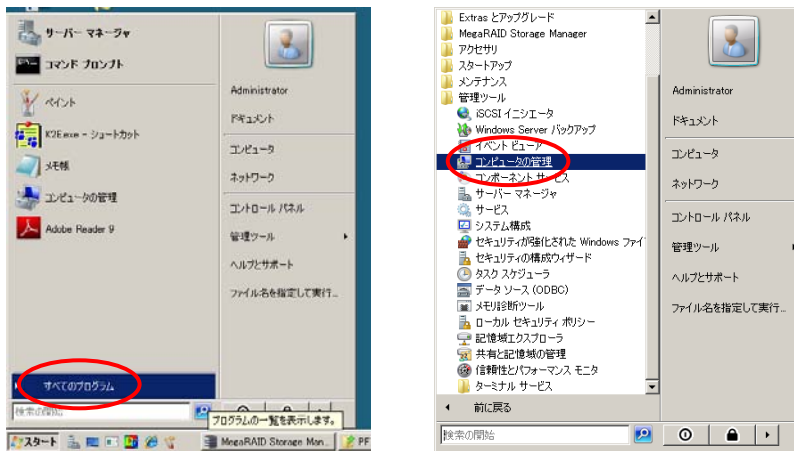 サーバー マネージャ
コマンド プロンプト
ペイント
K2E.exe - ショートカット
メモ帳
コンピュータの管理
Adobe Reader 9
すべてのプログラム
検索の開始
Administrator
ドキュメント
コンピュータ
ネットワーク
コントロール パネル
管理ツール
ヘルプとサポート
ファイル名を指定して実行...
プログラムの一覧を表示します。
スタート
MegaRAID Storage Man...
PF
Extras とアップグレード
MegaRAID Storage Manager
アクセサリ
スタートアップ
メンテナンス
管理ツール
iSCSI イニシエータ
Windows Server バックアップ
イベント ビューア
コンピュータの管理
コンポーネント サービス
サーバー マネージャ
サービス
システム構成
セキュリティが強化された Windows ファイ
セキュリティの構成ウィザード
タスク スケジューラ
データ ソース (ODBC)
メモリ診断ツール
ローカル セキュリティ ポリシー
記憶域エクスプローラ
共有と記憶域の管理
信頼性とパフォーマンス モニタ
ターミナル サービス
前に戻る
検索の開始
Administrator
ドキュメント
コンピュータ
ネットワーク
コントロール パネル
管理ツール
ヘルプとサポート
ファイル名を指定して実行...